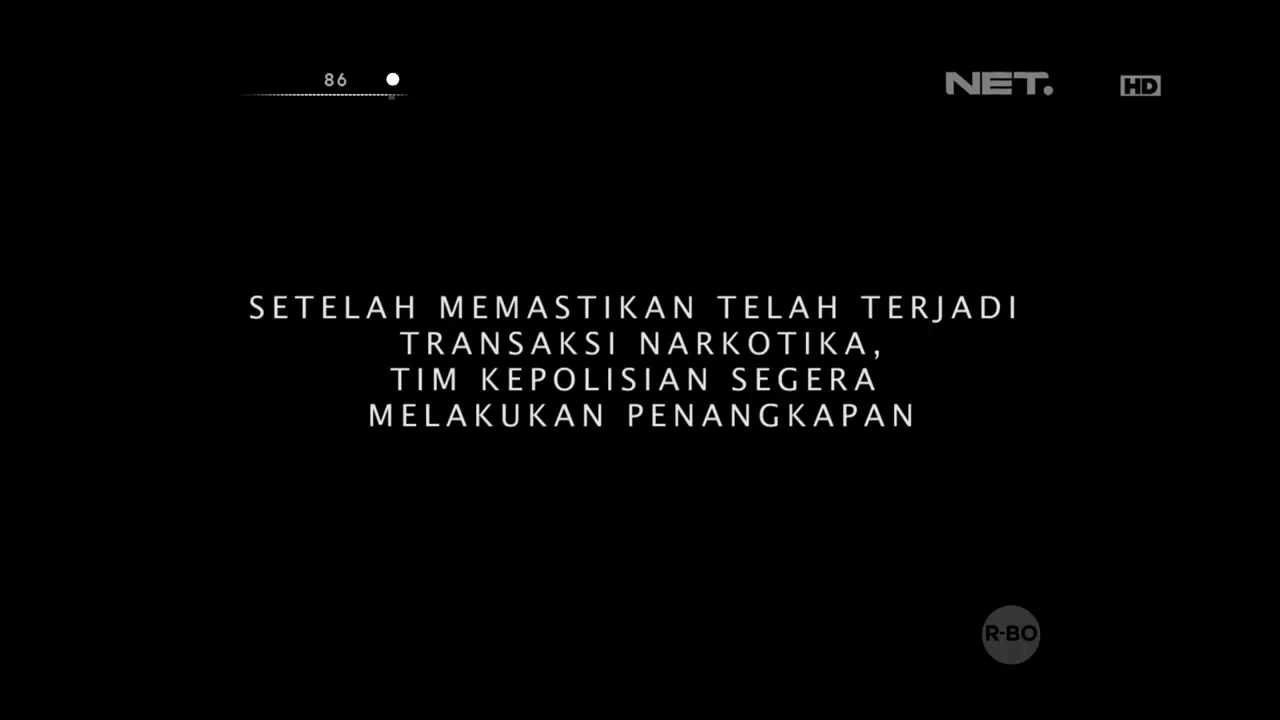 86
NET.
HD
SETELAH MEMASTIKAN TELAH TERJADI
TRANSAKSI NARKOTIKA,
TIM KEPOLISIAN SEGERA
MELAKUKAN PENANGKAPAN
R-BO